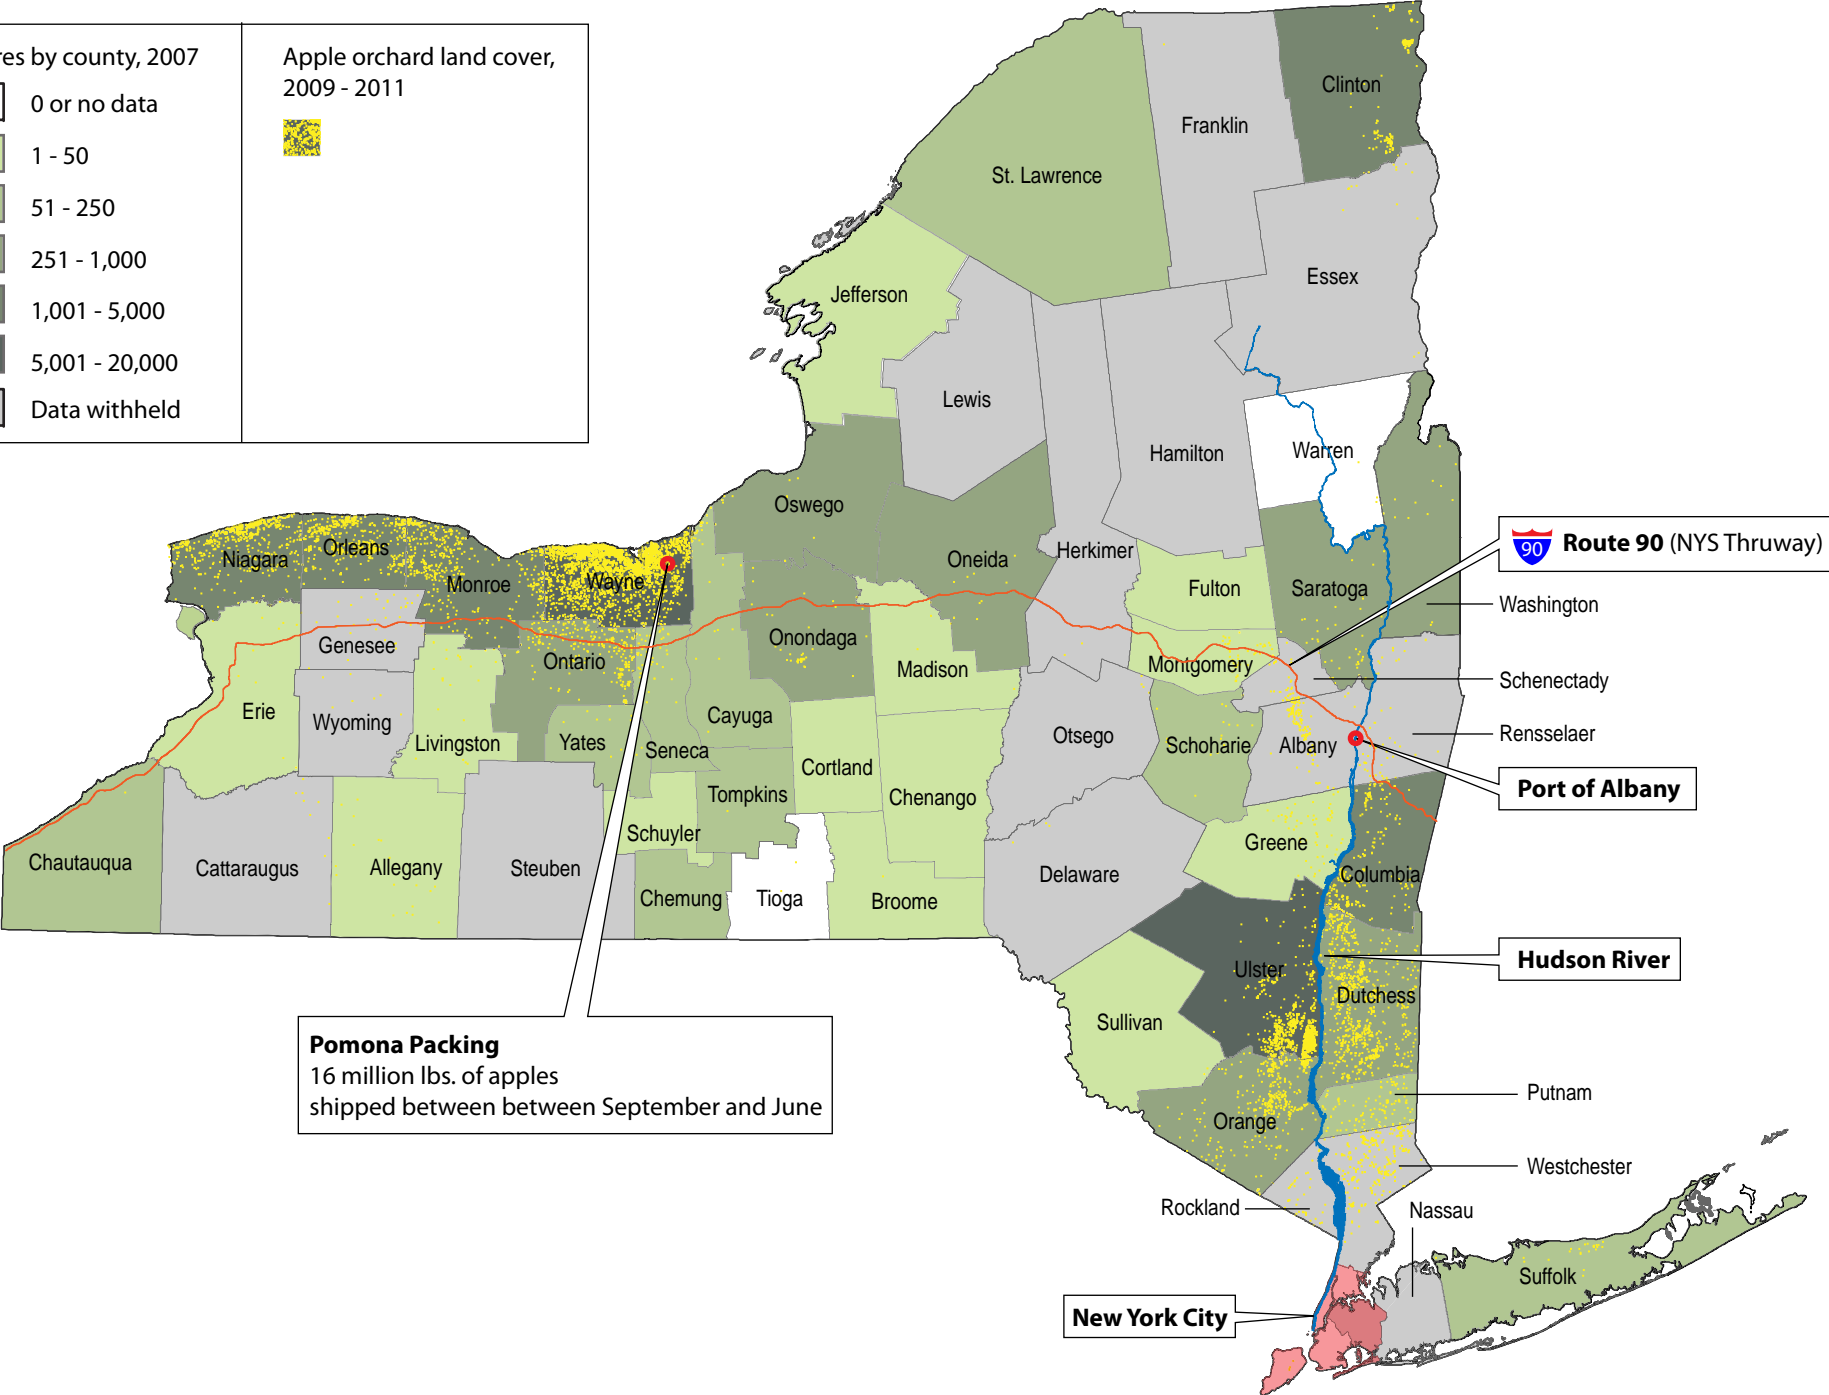 by county, 2007
0 or no data
1 - 50
51 - 250
251 - 1,000
1,001 - 5,000
5,001 - 20,000
Data withheld
Apple orchard land cover,
2009 - 2011
Clinton
Franklin
St. Lawrence
Essex
Jefferson
Lewis
Hamilton
Warren
Oswego
Oneida
Herkimer
Fulton
Saratoga
90
Route 90 (NYS Thruway)
Washington
Niagara
Orleans
Monroe
Wayne
Genesee
Ontario
Onondaga
Madison
Montgomery
Schenectady
Erie
Wyoming
Livingston
Yates
Seneca
Cayuga
Cortland
Chenango
Otsego
Schoharie
Albany
Rensselaer
Port of Albany
Tompkins
Schuyler
Chautauqua
Cattaraugus
Allegany
Steuben
Chemung
Tioga
Broome
Delaware
Greene
Columbia
Hudson River
Ulster
Dutchess
Sullivan
Pomona Packing
16 million lbs. of apples
shipped between between September and June
Orange
Putnam
Westchester
Rockland
Nassau
Suffolk
New York City